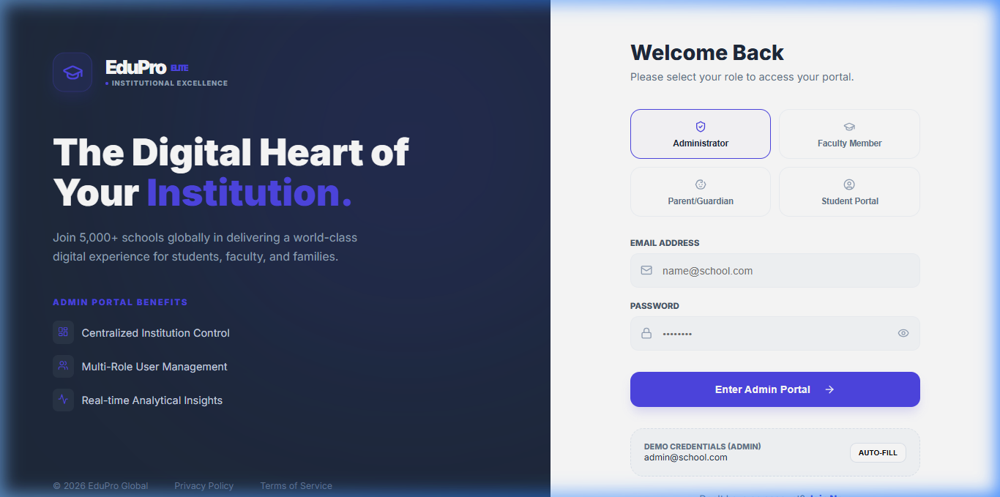 EduPro ELITE
INSTITUTIONAL EXCELLENCE
The Digital Heart of
Your Institution.
Join 5,000+ schools globally in delivering a world-class
digital experience for students, faculty, and families.
ADMIN PORTAL BENEFITS
Centralized Institution Control
Multi-Role User Management
Real-time Analytical Insights
© 2026 EduPro Global Privacy Policy Terms of Service
Welcome Back
Please select your role to access your portal.
Administrator
Faculty Member
Parent/Guardian
Student Portal
EMAIL ADDRESS
name@school.com
PASSWORD
••••••••
Enter Admin Portal →
DEMO CREDENTIALS (ADMIN)
admin@school.com
AUTO-FILL